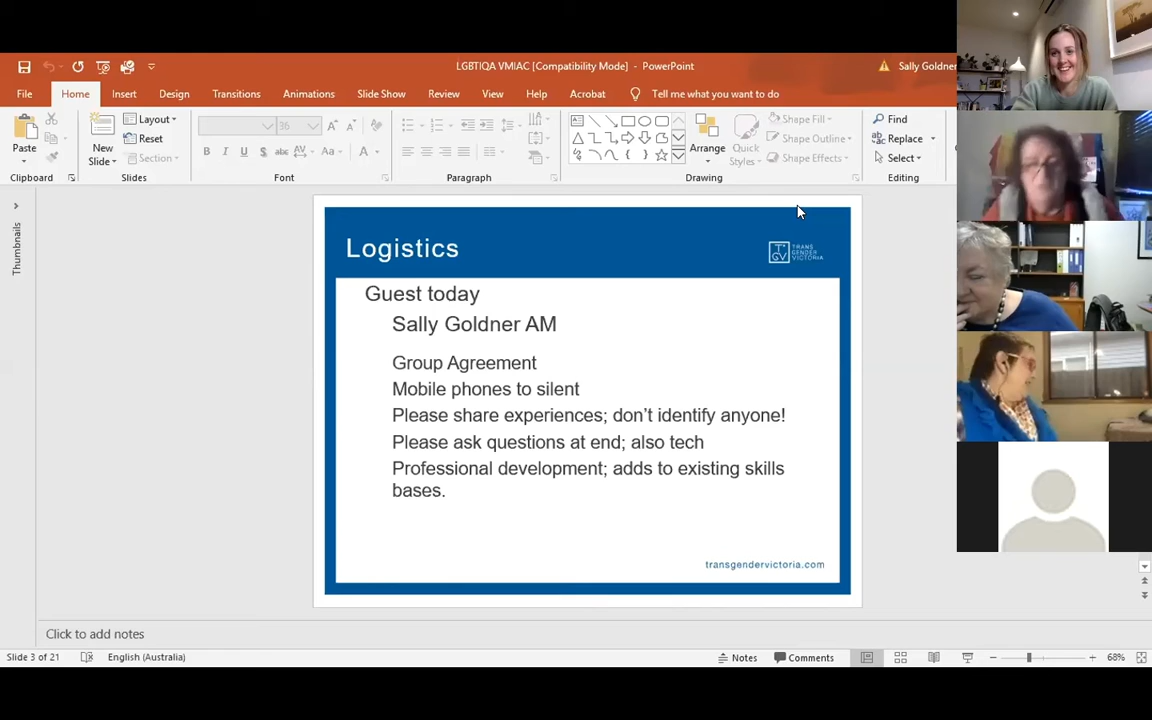 LGBTIQA VMIAC [Compatibility Mode] - PowerPoint
Sally Goldner
File Home Insert Design Transitions Animations Slide Show Review View Help Acrobat Tell me what you want to do
Paste
Clipboard
New
Slide
Layout
Reset
Section
Slides
36
B I U S abc AV Aa A
Font
Paragraph
Arrange
Quick
Styles
Shape Fill
Shape Outline
Shape Effects
Drawing
Find
Replace
Select
Editing
Thumbnails
Logistics
TGV
TRANS
GENDER
VICTORIA
Guest today
Sally Goldner AM
Group Agreement
Mobile phones to silent
Please share experiences; don't identify anyone!
Please ask questions at end; also tech
Professional development; adds to existing skills
bases.
transgendervictoria.com
Click to add notes
Slide 3 of 21 English (Australia) Notes Comments 68%